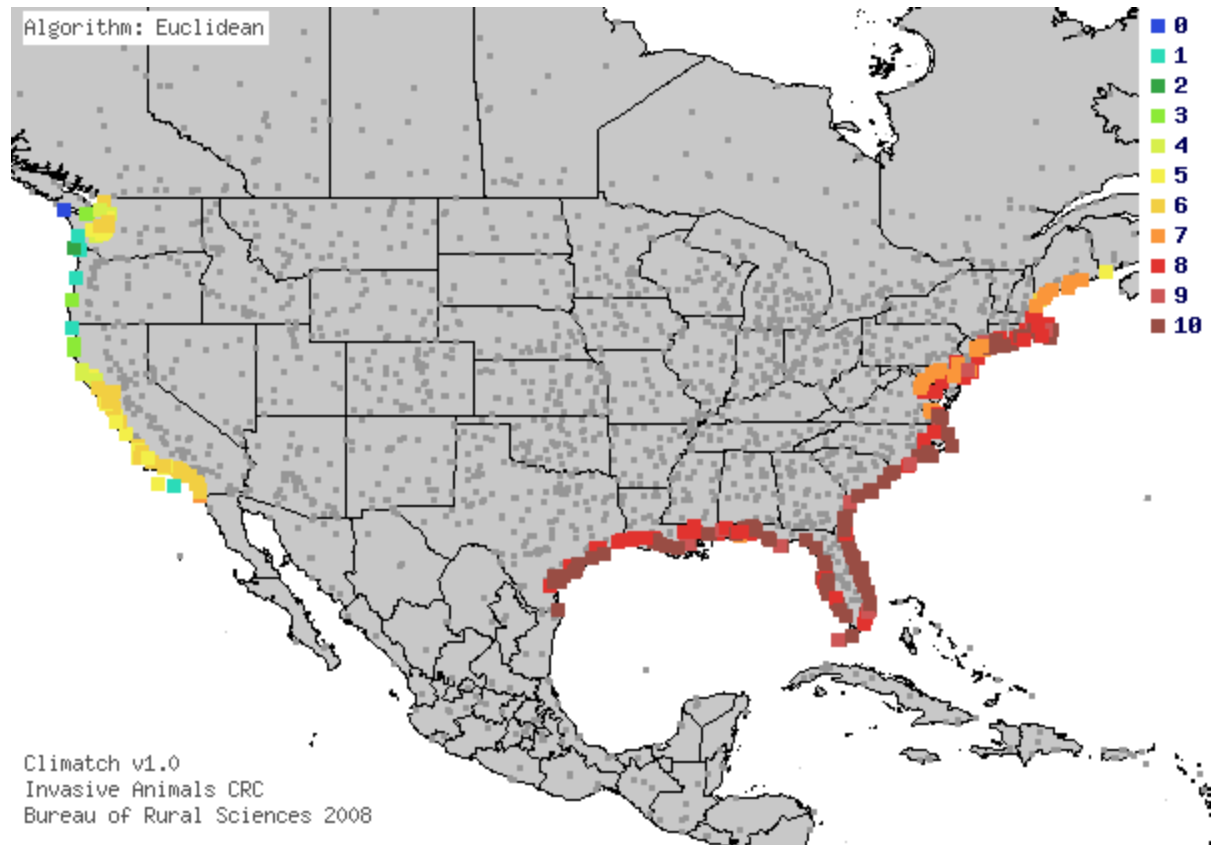 Algorithm: Euclidean
0
1
2
3
4
5
6
7
8
9
10
Climatch v1.0
Invasive Animals CRC
Bureau of Rural Sciences 2008